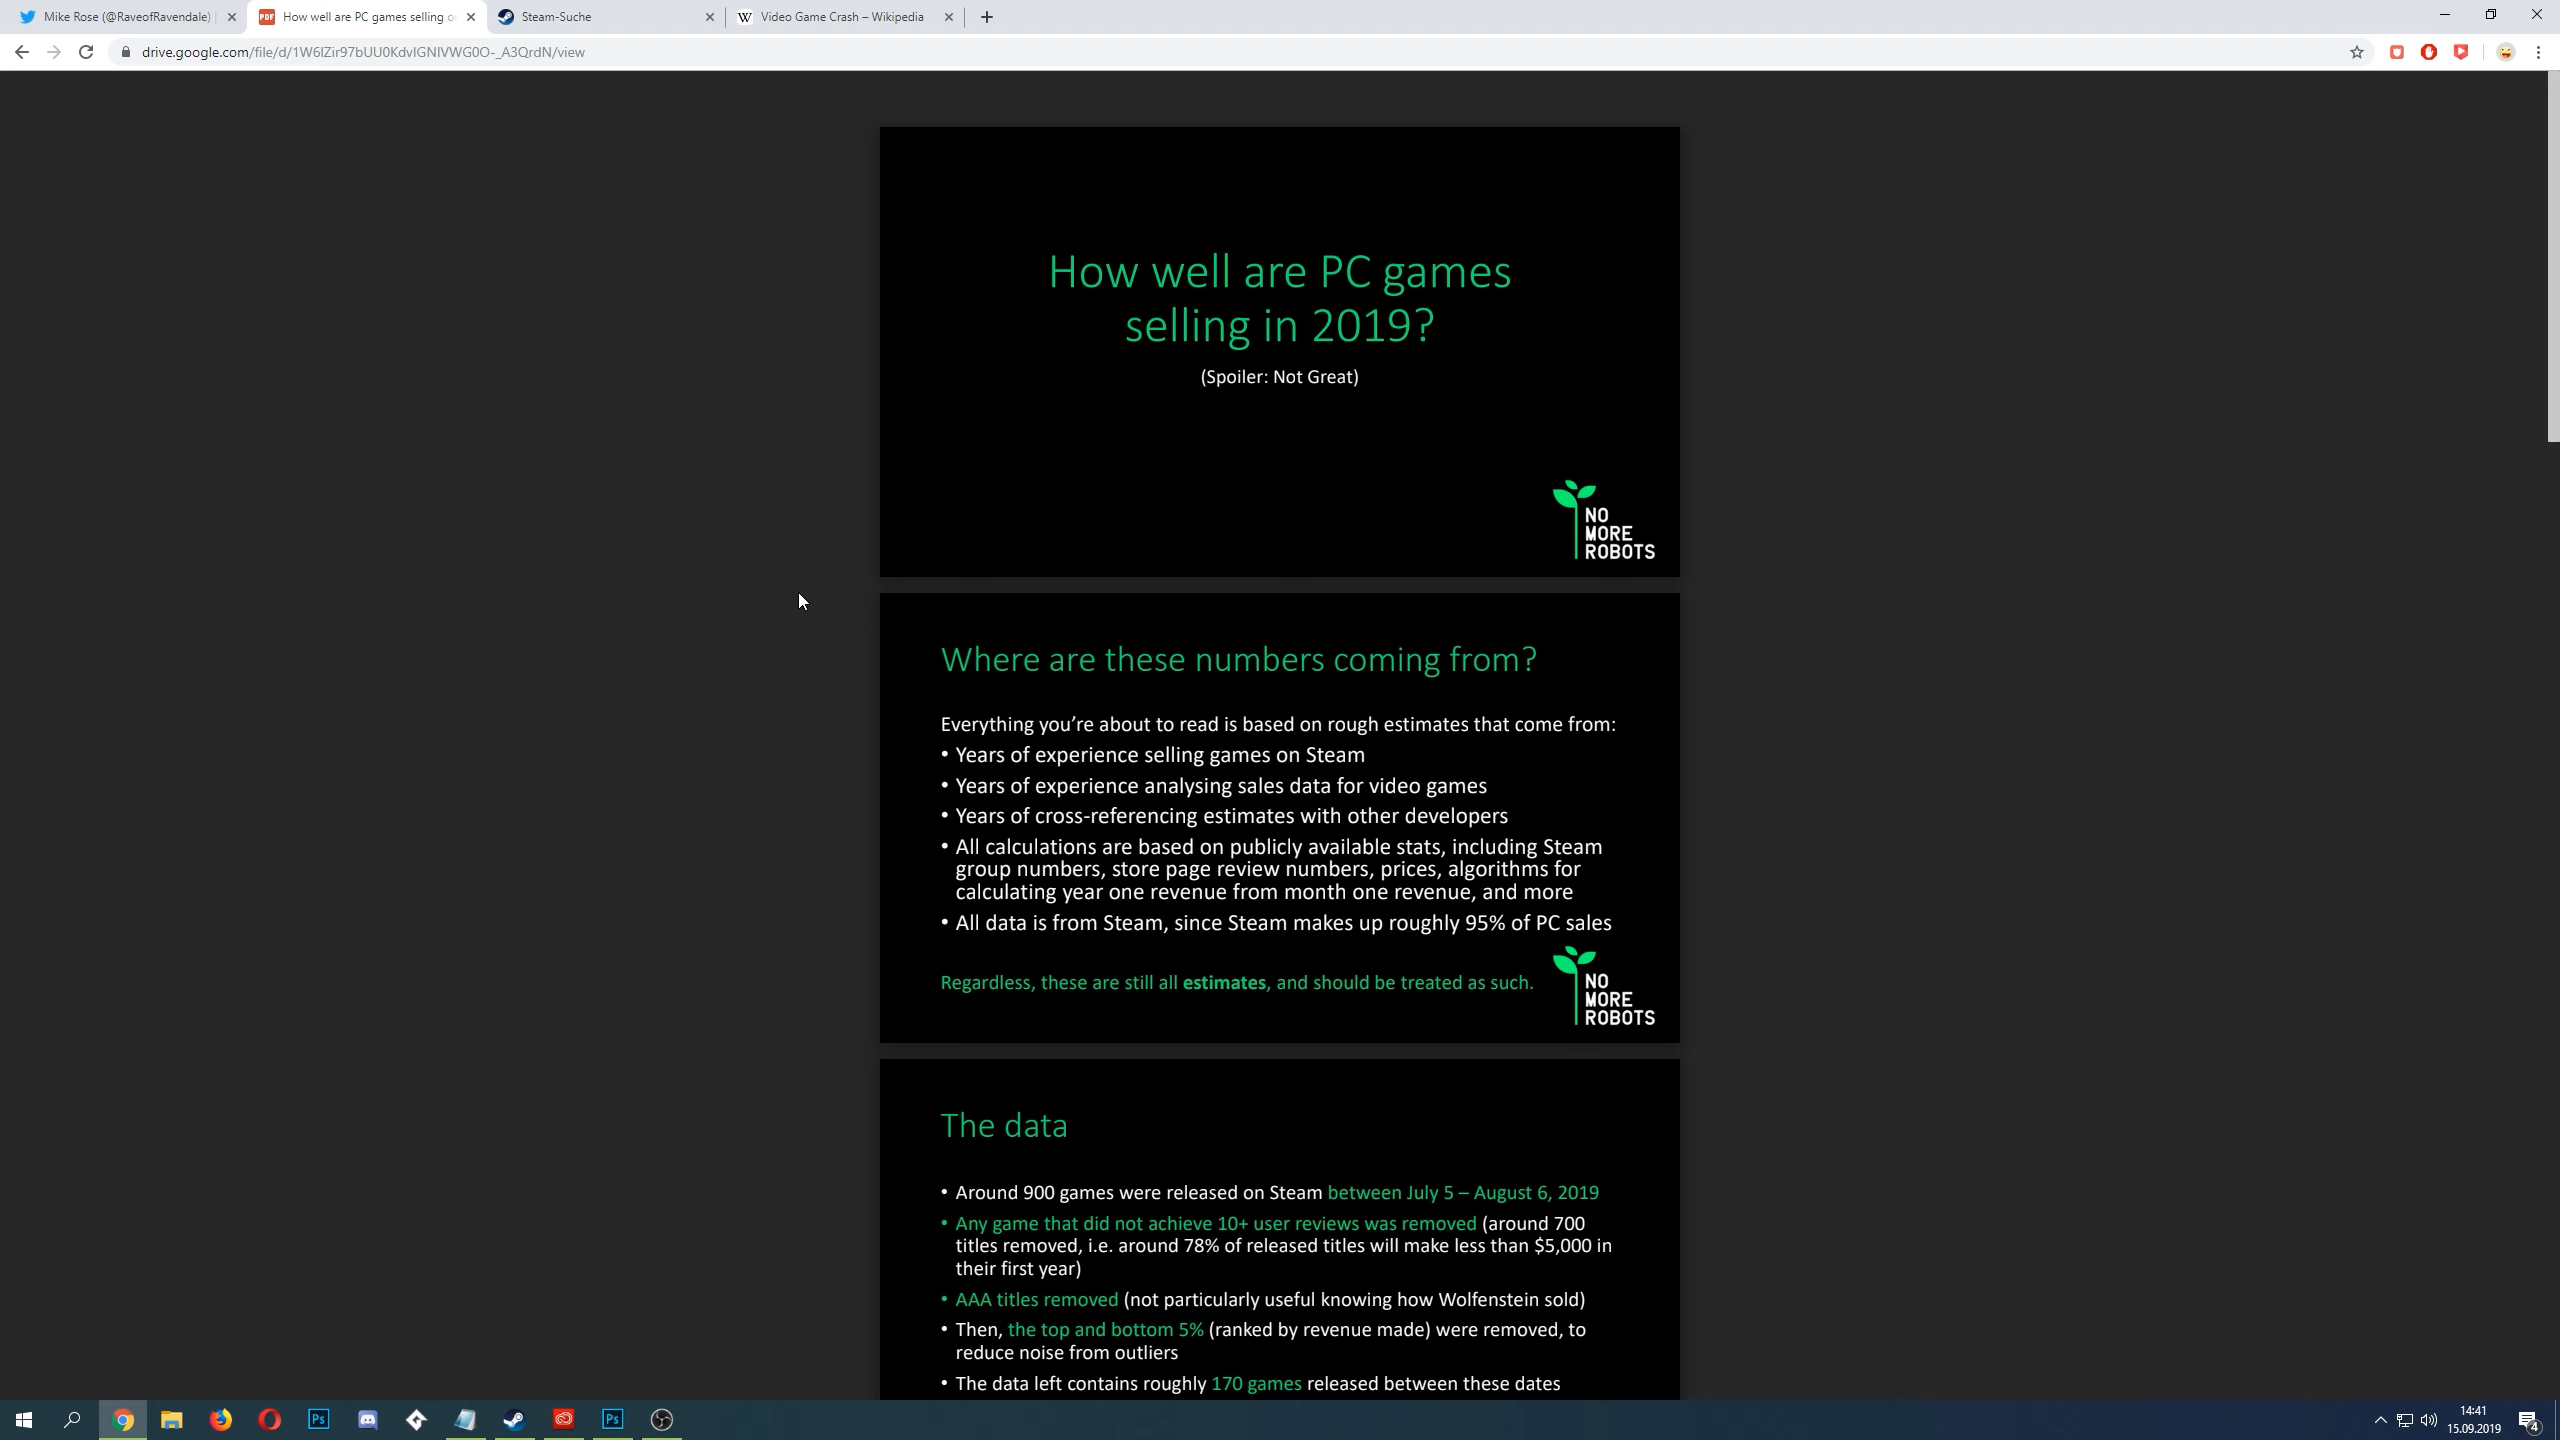 Mike Rose (@RaveofRavendale) |
How well are PC games selling o
Steam-Suche
Video Game Crash – Wikipedia
drive.google.com/file/d/1W6lZir97bUU0KdvIGNIVWG0O-_A3QrdN/view
How well are PC games
selling in 2019?
(Spoiler: Not Great)
NO
MORE
ROBOTS
Where are these numbers coming from?
Everything you’re about to read is based on rough estimates that come from:
• Years of experience selling games on Steam
• Years of experience analysing sales data for video games
• Years of cross-referencing estimates with other developers
• All calculations are based on publicly available stats, including Steam
group numbers, store page review numbers, prices, algorithms for
calculating year one revenue from month one revenue, and more
• All data is from Steam, since Steam makes up roughly 95% of PC sales
Regardless, these are still all estimates, and should be treated as such.
NO
MORE
ROBOTS
The data
• Around 900 games were released on Steam between July 5 – August 6, 2019
• Any game that did not achieve 10+ user reviews was removed (around 700
titles removed, i.e. around 78% of released titles will make less than $5,000 in
their first year)
• AAA titles removed (not particularly useful knowing how Wolfenstein sold)
• Then, the top and bottom 5% (ranked by revenue made) were removed, to
reduce noise from outliers
• The data left contains roughly 170 games released between these dates
14:41
15.09.2019
4